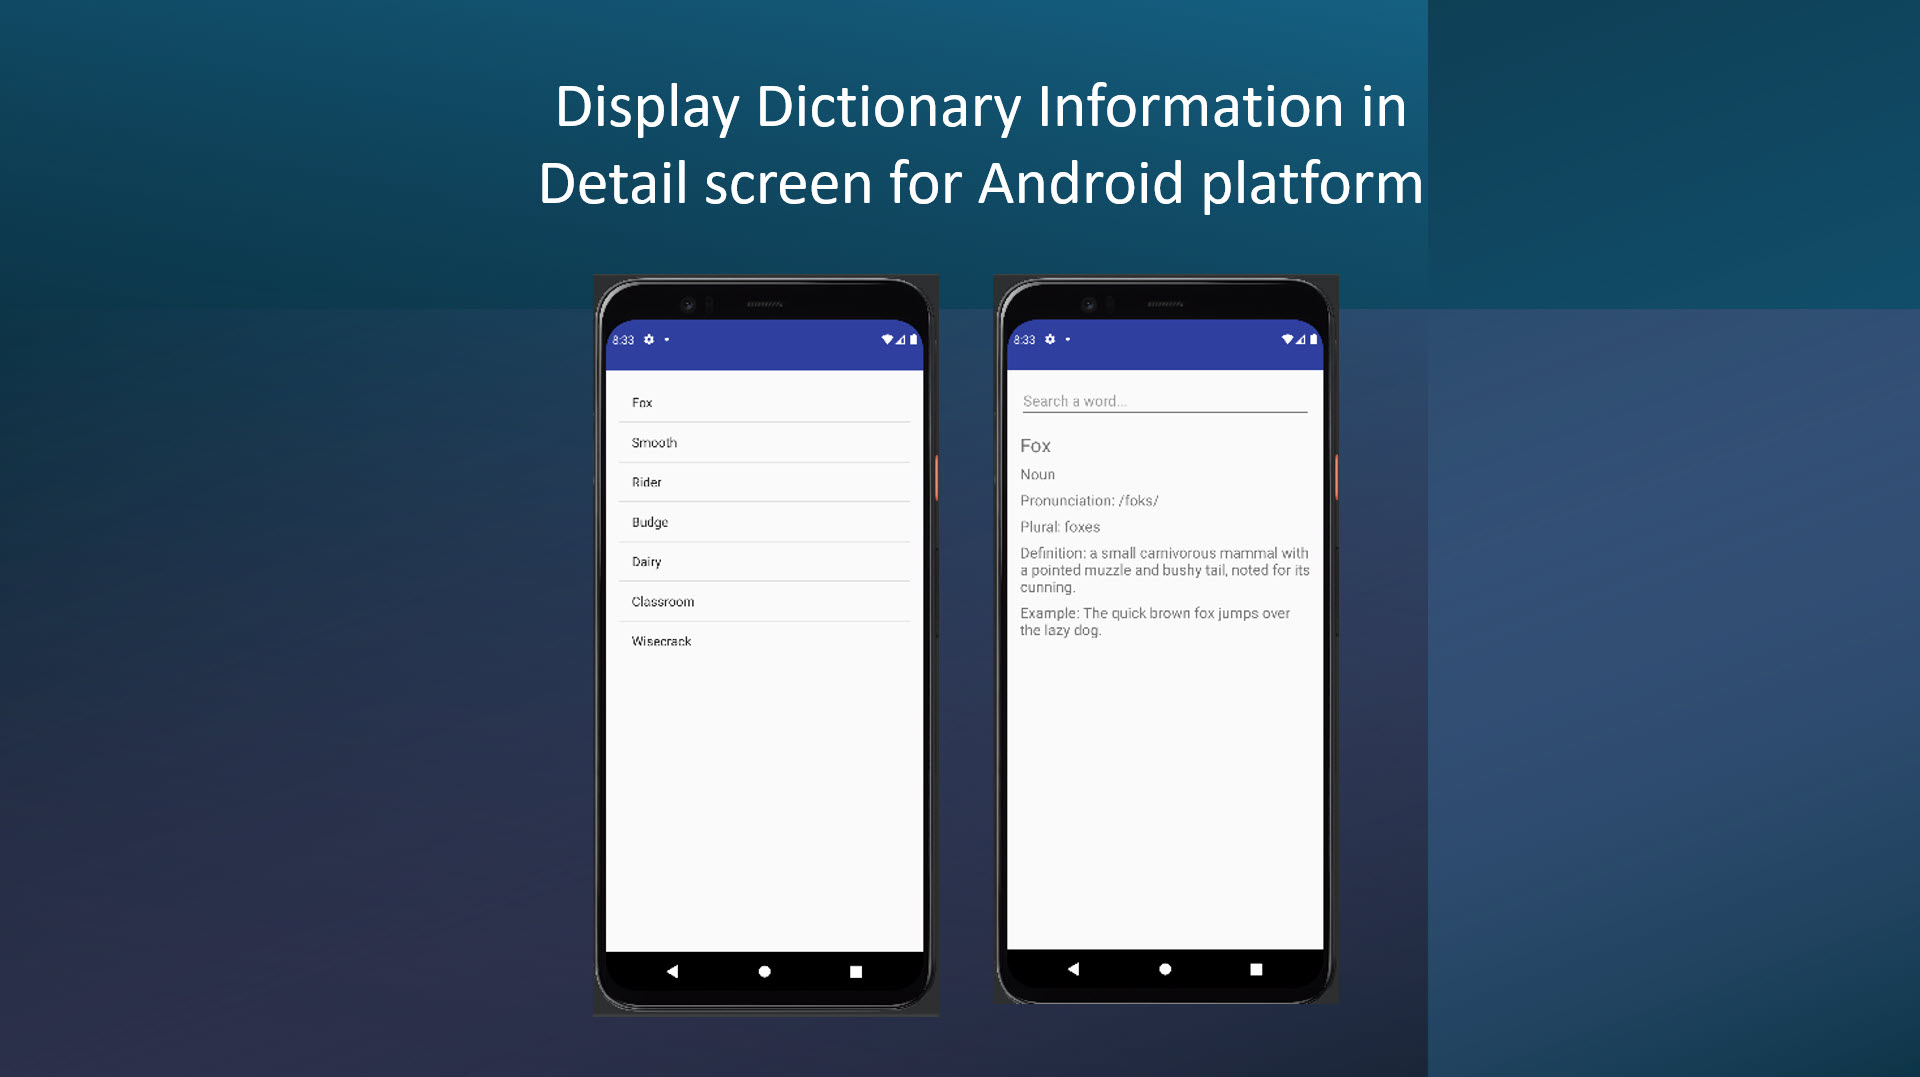 Display Dictionary Information in
Detail screen for Android platform
8:33
Fox
Smooth
Rider
Budge
Dairy
Classroom
Wisecrack
8:33
Search a word...
Fox
Noun
Pronunciation: /foks/
Plural: foxes
Definition: a small carnivorous mammal with
a pointed muzzle and bushy tail, noted for its
cunning.
Example: The quick brown fox jumps over
the lazy dog.